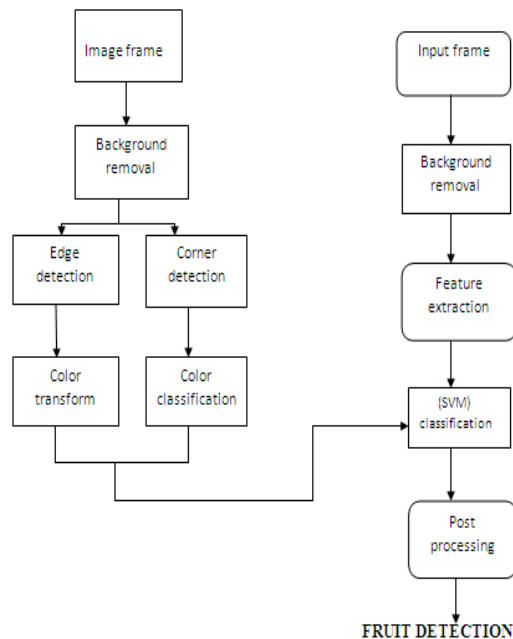 Image frame
Background
removal
Edge
detection
Corner
detection
Color
transform
Color
classification
Input frame
Background
removal
Feature
extraction
(SVM)
classification
Post
processing
FRUIT DETECTION